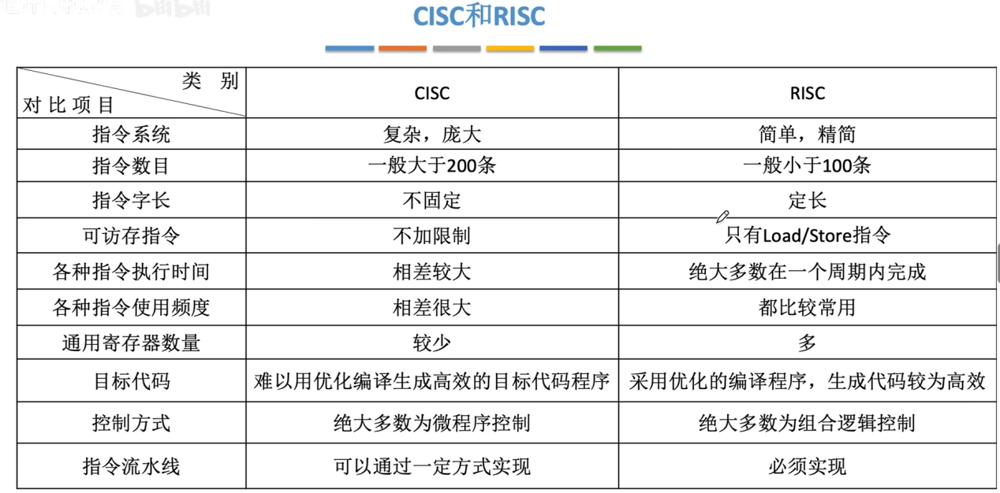 bilibili
CISC和RISC
类 别
对比项目
CISC
RISC
指令系统
复杂，庞大
简单，精简
指令数目
一般大于200条
一般小于100条
指令字长
不固定
定长
可访存指令
不加限制
只有Load/Store指令
各种指令执行时间
相差较大
绝大多数在一个周期内完成
各种指令使用频度
相差很大
都比较常用
通用寄存器数量
较少
多
目标代码
难以用优化编译生成高效的目标代码程序
采用优化的编译程序，生成代码较为高效
控制方式
绝大多数为微程序控制
绝大多数为组合逻辑控制
指令流水线
可以通过一定方式实现
必须实现